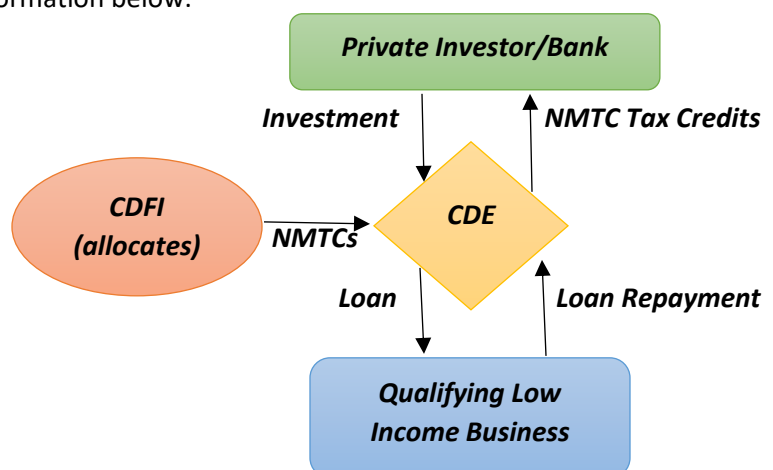 Private Investor/Bank
Investment
NMTC Tax Credits
CDFI
(allocates)
NMTCs
CDE
Loan
Loan Repayment
Qualifying Low
Income Business